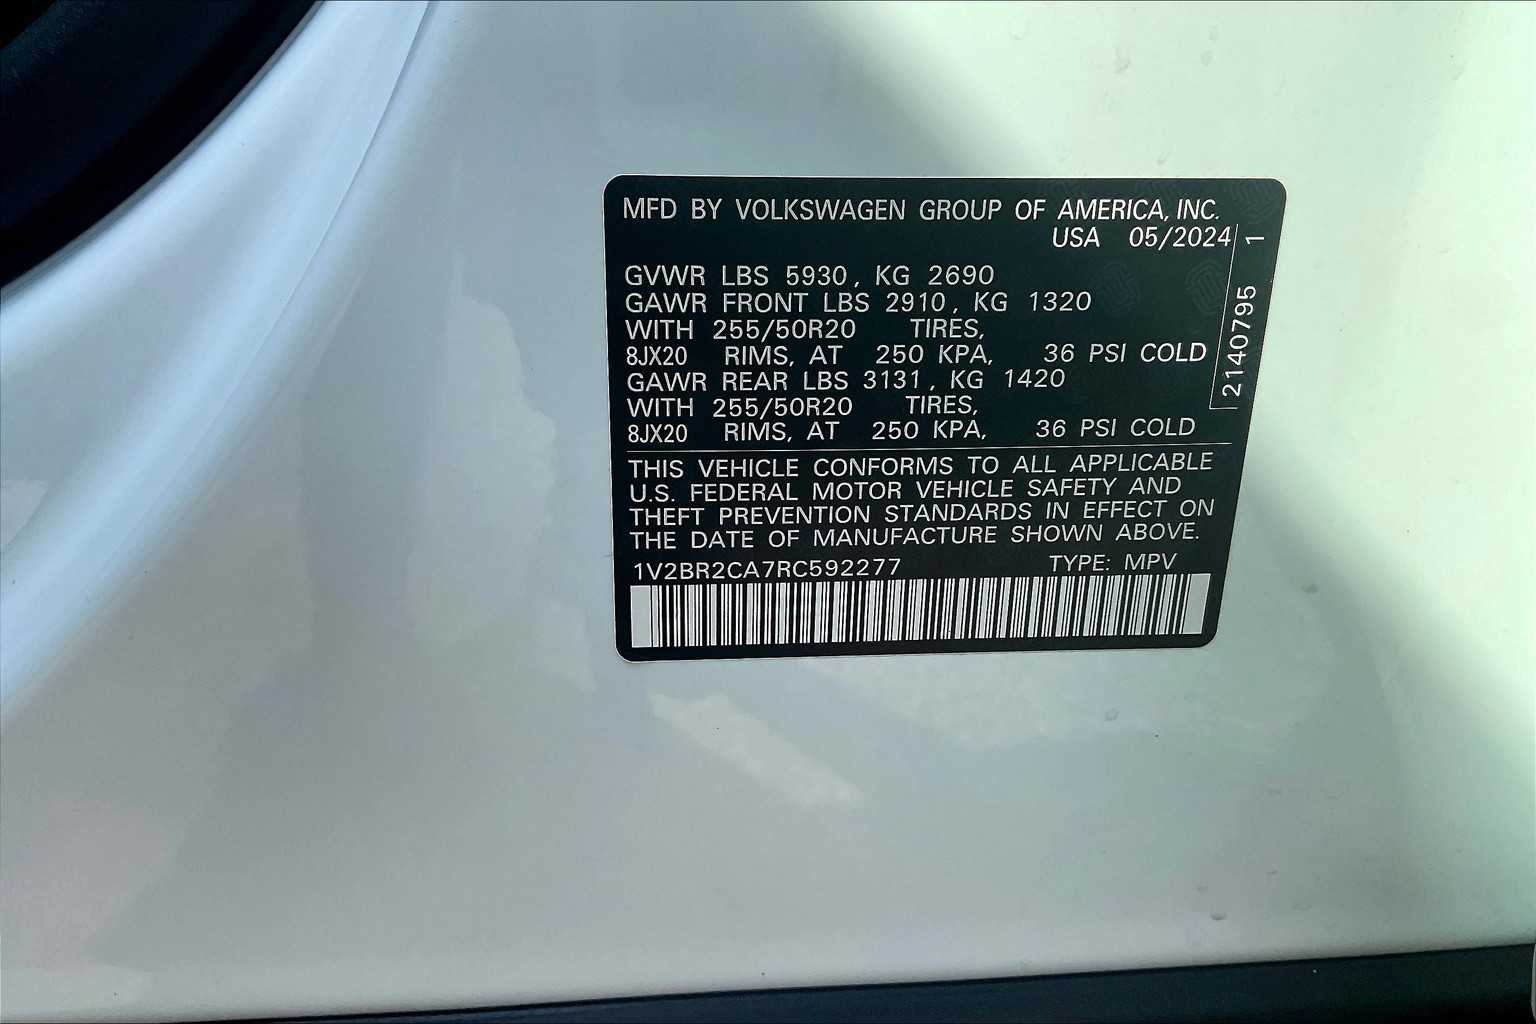 MFD BY VOLKSWAGEN GROUP OF AMERICA, INC.
USA 05/2024
GVWR LBS 5930, KG 2690
GAWR FRONT LBS 2910, KG 1320
WITH 255/50R20 TIRES,
8JX20 RIMS, AT 250 KPA, 36 PSI COLD
GAWR REAR LBS 3131, KG 1420
WITH 255/50R20 TIRES,
8JX20 RIMS, AT 250 KPA, 36 PSI COLD
2140795 1
THIS VEHICLE CONFORMS TO ALL APPLICABLE
U.S. FEDERAL MOTOR VEHICLE SAFETY AND
THEFT PREVENTION STANDARDS IN EFFECT ON
THE DATE OF MANUFACTURE SHOWN ABOVE.
1V2BR2CA7RC592277 TYPE: MPV